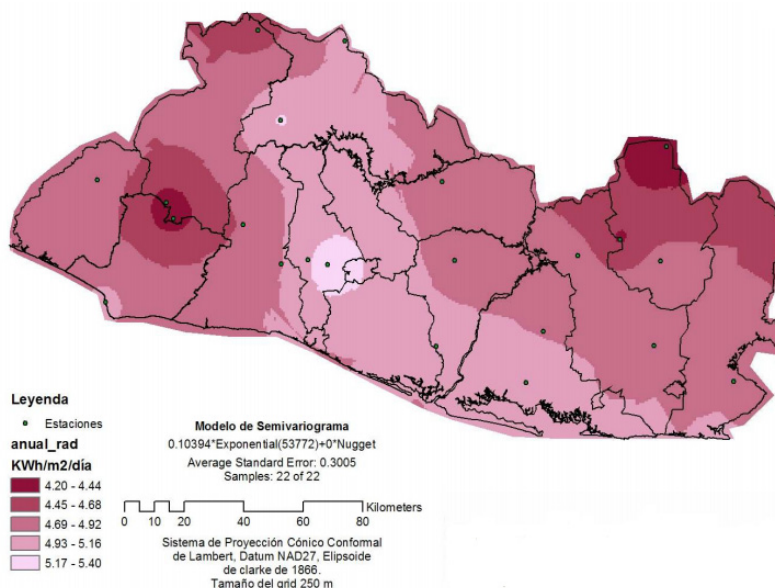 Leyenda
Estaciones
anual_rad
KWh/m2/día
4.20 - 4.44
4.45 - 4.68
4.69 - 4.92
4.93 - 5.16
5.17 - 5.40
Modelo de Semivariograma
0.10394*Exponential(53772)+0*Nugget
Average Standard Error: 0.3005
Samples: 22 of 22
Kilometers
0 5 10 20 40 60 80
Sistema de Proyección Cónico Conformal
de Lambert, Datum NAD27, Elipsoide
de clarke de 1866.
Tamaño del grid 250 m